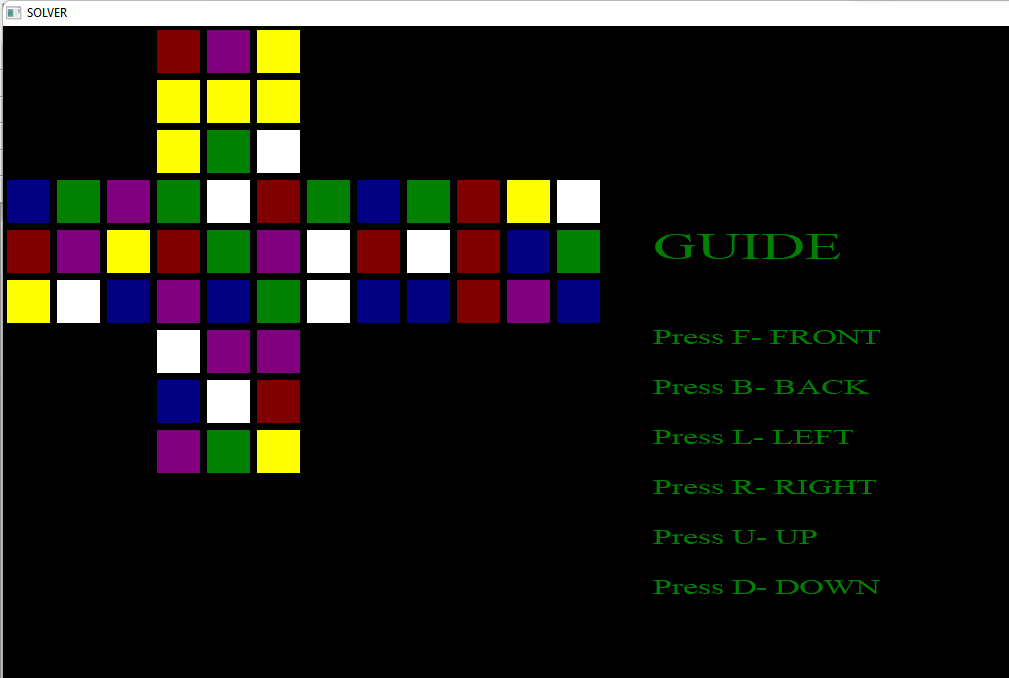 SOLVER
GUIDE
Press F- FRONT
Press B- BACK
Press L- LEFT
Press R- RIGHT
Press U- UP
Press D- DOWN